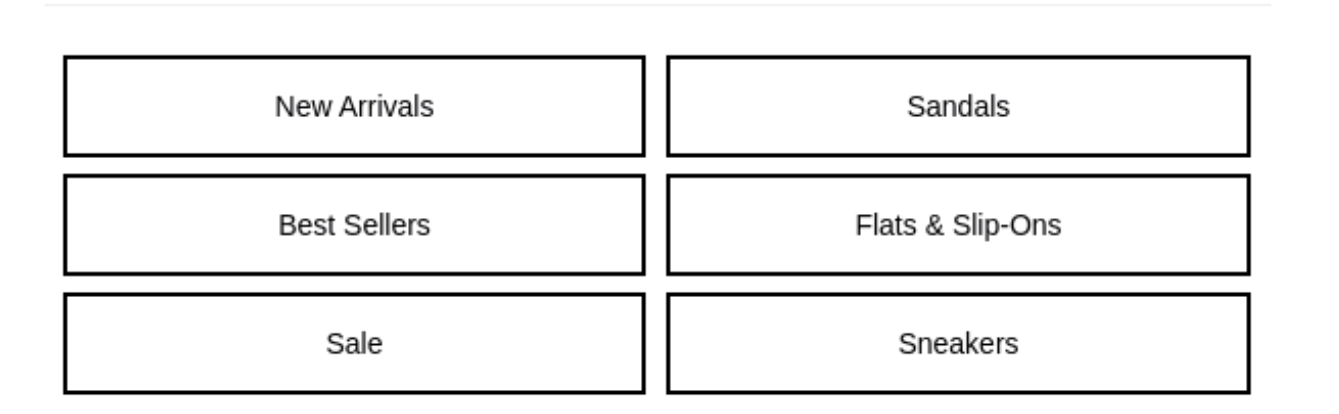 New Arrivals
Sandals
Best Sellers
Flats & Slip-Ons
Sale
Sneakers